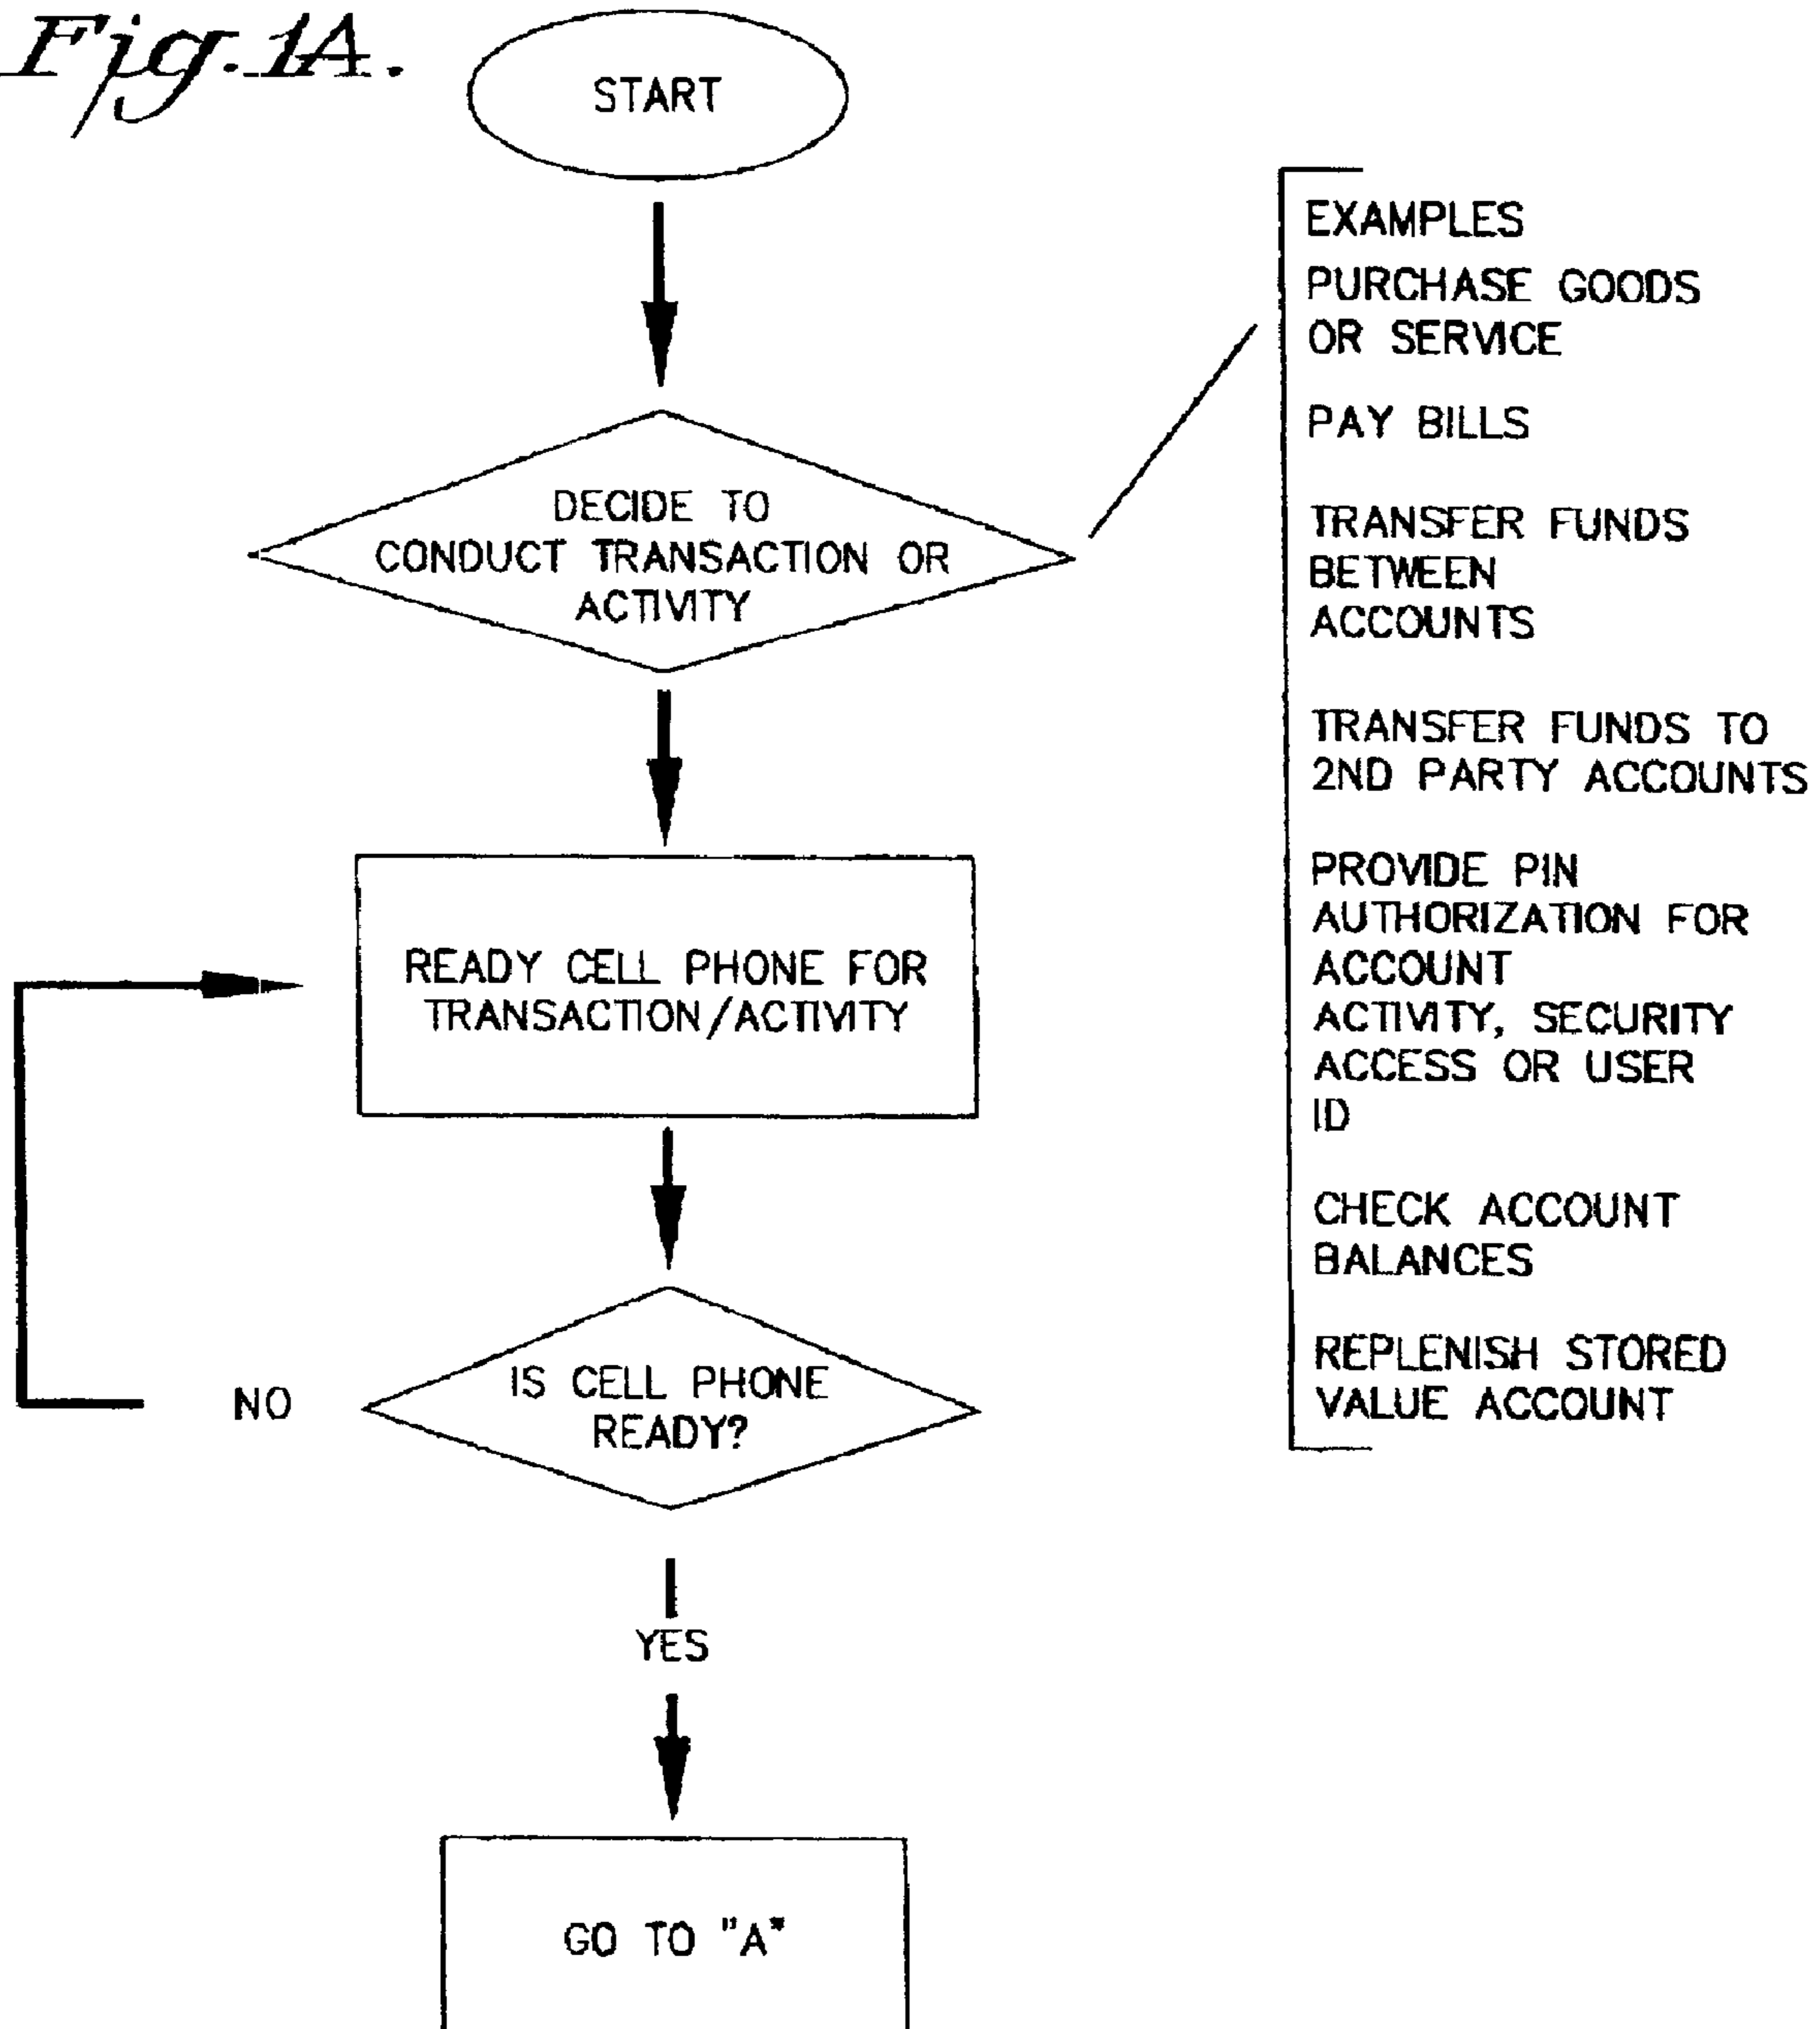 Fig. 1A.
START
DECIDE TO
CONDUCT TRANSACTION OR
ACTIVITY
READY CELL PHONE FOR
TRANSACTION/ACTIVITY
IS CELL PHONE
READY?
NO
YES
GO TO "A"
EXAMPLES
PURCHASE GOODS
OR SERVICE
PAY BILLS
TRANSFER FUNDS
BETWEEN
ACCOUNTS
TRANSFER FUNDS TO
2ND PARTY ACCOUNTS
PROVIDE PIN
AUTHORIZATION FOR
ACCOUNT
ACTIVITY, SECURITY
ACCESS OR USER
ID
CHECK ACCOUNT
BALANCES
REPLENISH STORED
VALUE ACCOUNT